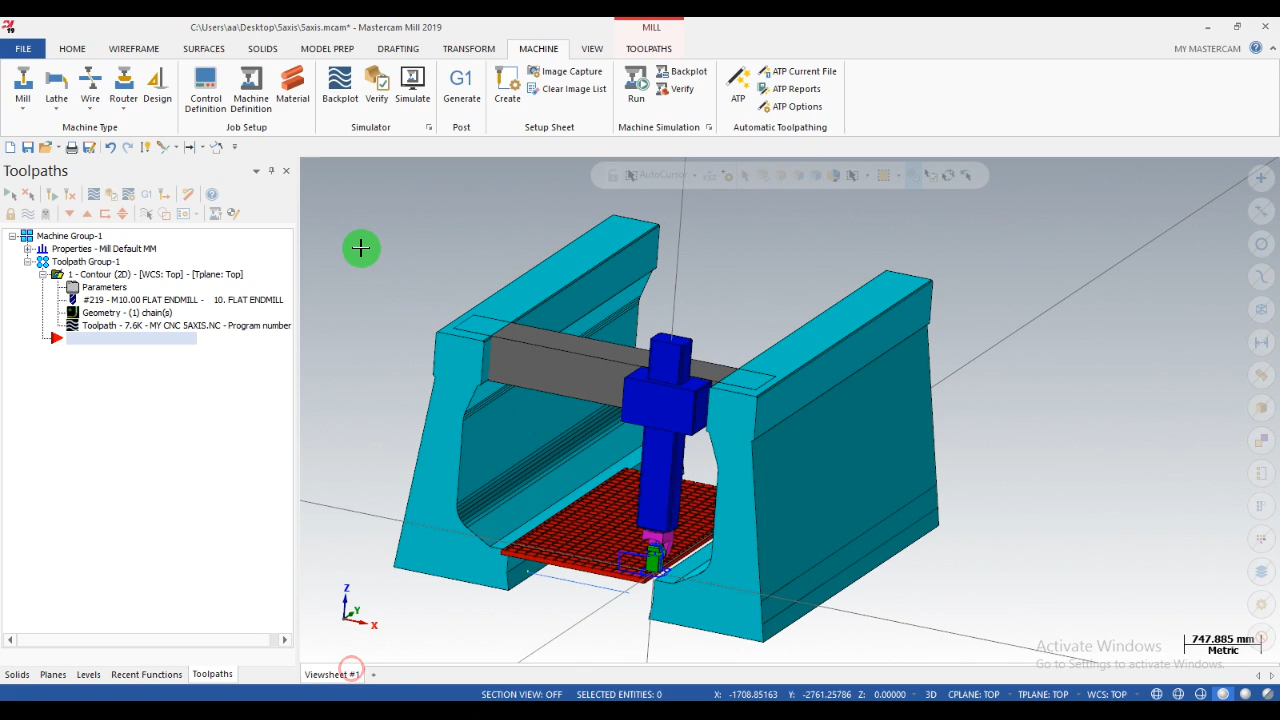 19
C:\Users\aa\Desktop\5axis\5axis.mcam* - Mastercam Mill 2019
MILL
FILE HOME WIREFRAME SURFACES SOLIDS MODEL PREP DRAFTING TRANSFORM MACHINE VIEW TOOLPATHS MY MASTERCAM
Mill Lathe Wire Router Design
Control Definition Machine Definition Material
Backplot Verify Simulate
G1 Generate
Create Image Capture Clear Image List
Run Backplot Verify
ATP ATP Current File ATP Reports ATP Options
Machine Type Job Setup Simulator Post Setup Sheet Machine Simulation Automatic Toolpathing
Toolpaths
AutoCursor
G1
Machine Group-1
Properties - Mill Default MM
Toolpath Group-1
1 - Contour (2D) - [WCS: Top] - [Tplane: Top]
Parameters
#219 - M10.00 FLAT ENDMILL - 10. FLAT ENDMILL
Geometry - (1) chain(s)
Toolpath - 7.6K - MY CNC 5AXIS.NC - Program number
Z
Y
X
Activate Windows
Go to Settings to activate Windows.
747.885 mm
Metric
Solids Planes Levels Recent Functions Toolpaths
Viewsheet #1 +
SECTION VIEW: OFF SELECTED ENTITIES: 0 X: -1708.85163 Y: -2761.25786 Z: 0.00000 3D CPLANE: TOP TPLANE: TOP WCS: TOP